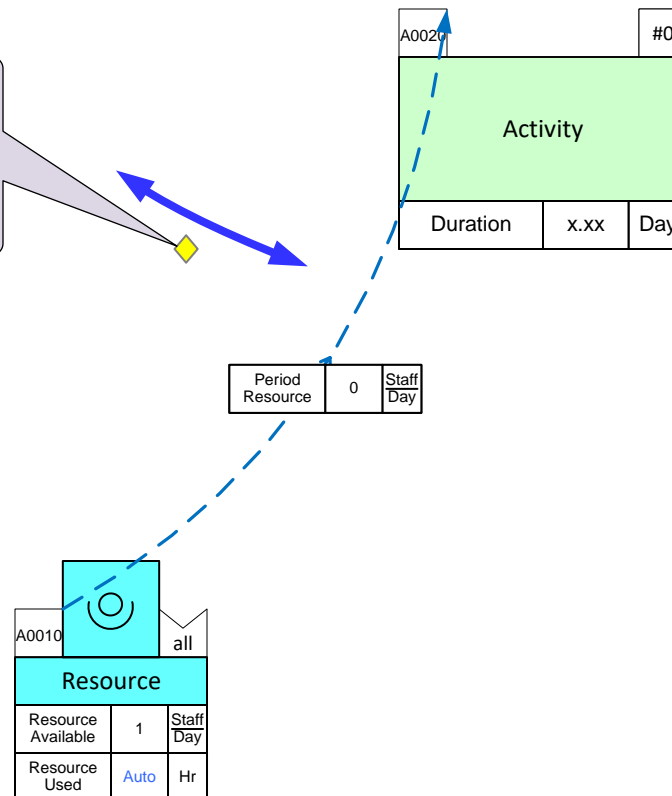 A0020
#0
Activity
Duration
x.xx
Day
Period
Resource
0
Staff
Day
A0010
all
Resource
Resource
Available
1
Staff
Day
Resource
Used
Auto
Hr